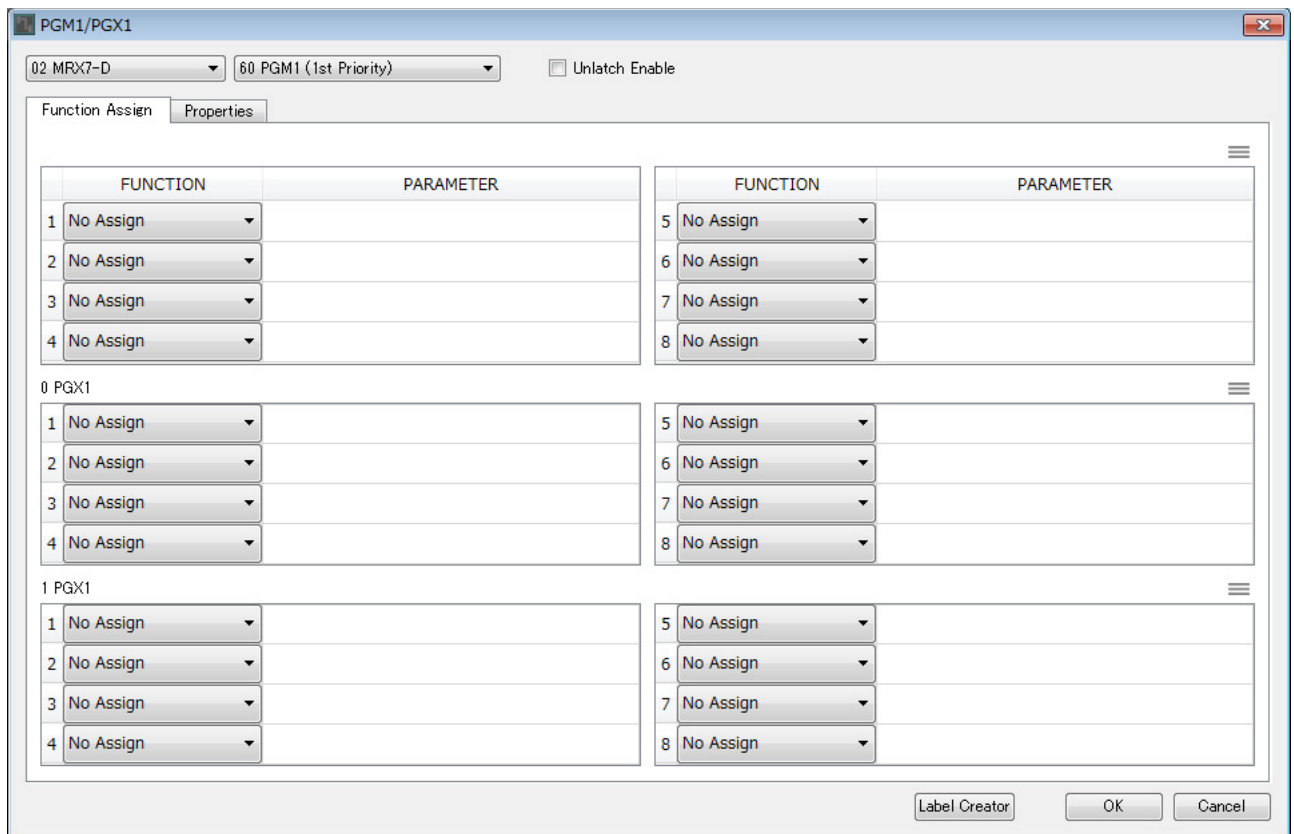 PGM1/PGX1
02 MRX7-D 60 PGM1 (1st Priority) Unlatch Enable
Function Assign Properties
FUNCTION PARAMETER FUNCTION PARAMETER
1 No Assign 5 No Assign
2 No Assign 6 No Assign
3 No Assign 7 No Assign
4 No Assign 8 No Assign
0 PGX1
1 No Assign 5 No Assign
2 No Assign 6 No Assign
3 No Assign 7 No Assign
4 No Assign 8 No Assign
1 PGX1
1 No Assign 5 No Assign
2 No Assign 6 No Assign
3 No Assign 7 No Assign
4 No Assign 8 No Assign
Label Creator OK Cancel